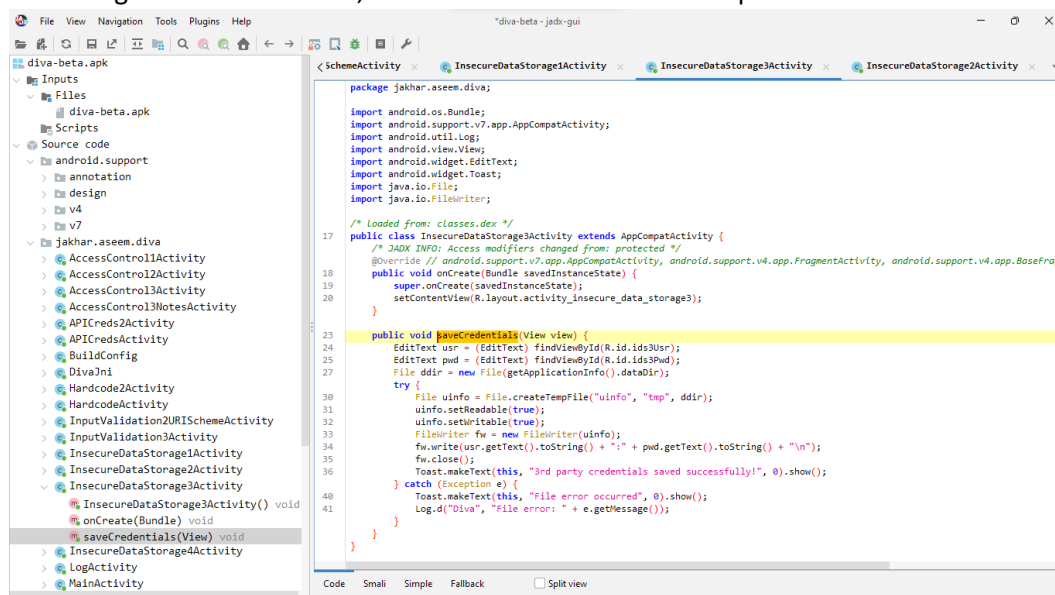 File View Navigation Tools Plugins Help
*diva-beta - jadx-gui
diva-beta.apk
Inputs
Files
diva-beta.apk
Scripts
Source code
android.support
annotation
design
v4
v7
jakhar.aseem.diva
AccessControl1Activity
AccessControl2Activity
AccessControl3Activity
AccessControl3NotesActivity
APICreds2Activity
APICredsActivity
BuildConfig
DivaJni
Hardcode2Activity
HardcodeActivity
InputValidation2URISchemeActivity
InputValidation3Activity
InsecureDataStorage1Activity
InsecureDataStorage2Activity
InsecureDataStorage3Activity
InsecureDataStorage3Activity() void
onCreate(Bundle) void
saveCredentials(View) void
InsecureDataStorage4Activity
LogActivity
MainActivity
SchemeActivity InsecureDataStorage1Activity InsecureDataStorage3Activity InsecureDataStorage2Activity
package jakhar.aseem.diva;
import android.os.Bundle;
import android.support.v7.app.AppCompatActivity;
import android.util.Log;
import android.view.View;
import android.widget.EditText;
import android.widget.Toast;
import java.io.File;
import java.io.FileWriter;
/* loaded from: classes.dex */
17 public class InsecureDataStorage3Activity extends AppCompatActivity {
/* JADX INFO: Access modifiers changed from: protected */
@Override // android.support.v7.app.AppCompatActivity, android.support.v4.app.FragmentActivity, android.support.v4.app.BaseFra
18 public void onCreate(Bundle savedInstanceState) {
19 super.onCreate(savedInstanceState);
20 setContentView(R.layout.activity_insecure_data_storage3);
}
23 public void saveCredentials(View view) {
24 EditText usr = (EditText) findViewById(R.id.ids3Usr);
25 EditText pwd = (EditText) findViewById(R.id.ids3Pwd);
27 File ddir = new File(getApplicationInfo().dataDir);
try {
30 File uinfo = File.createTempFile("uinfo", "tmp", ddir);
31 uinfo.setReadable(true);
32 uinfo.setWritable(true);
33 FileWriter fw = new FileWriter(uinfo);
34 fw.write(usr.getText().toString() + ":" + pwd.getText().toString() + "\n");
35 fw.close();
36 Toast.makeText(this, "3rd party credentials saved successfully!", 0).show();
} catch (Exception e) {
40 Toast.makeText(this, "File error occurred", 0).show();
41 Log.d("Diva", "File error: " + e.getMessage());
}
}
}
Code Smali Simple Fallback Split view